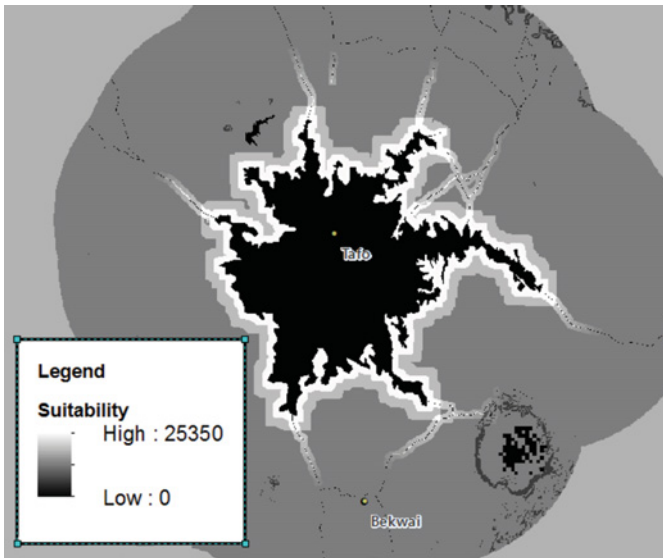 Tafo
Legend
Suitability
High : 25350
Low : 0
Bekwai